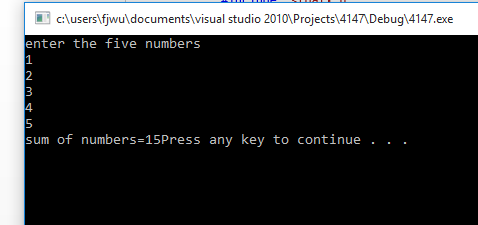 c:\users\fjwu\documents\visual studio 2010\Projects\4147\Debug\4147.exe
enter the five numbers
1
2
3
4
5
sum of numbers=15Press any key to continue . . .